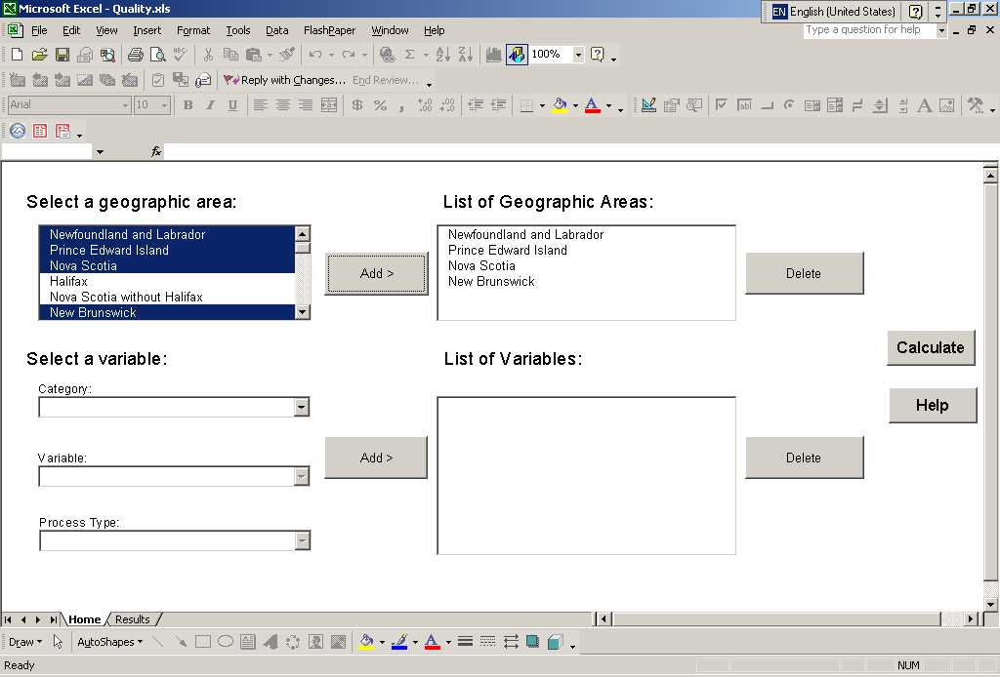 Microsoft Excel - Quality.xls
EN English (United States)
File Edit View Insert Format Tools Data FlashPaper Window Help
Type a question for help
100%
Reply with Changes... End Review...
Arial 10 B I U $ % , ab| A
fx
Select a geographic area:
List of Geographic Areas:
Newfoundland and Labrador
Prince Edward Island
Nova Scotia
Halifax
Nova Scotia without Halifax
New Brunswick
Add >
Newfoundland and Labrador
Prince Edward Island
Nova Scotia
New Brunswick
Delete
Calculate
Help
Select a variable:
List of Variables:
Category:
Variable:
Process Type:
Add >
Delete
Home Results
Draw AutoShapes
Ready NUM